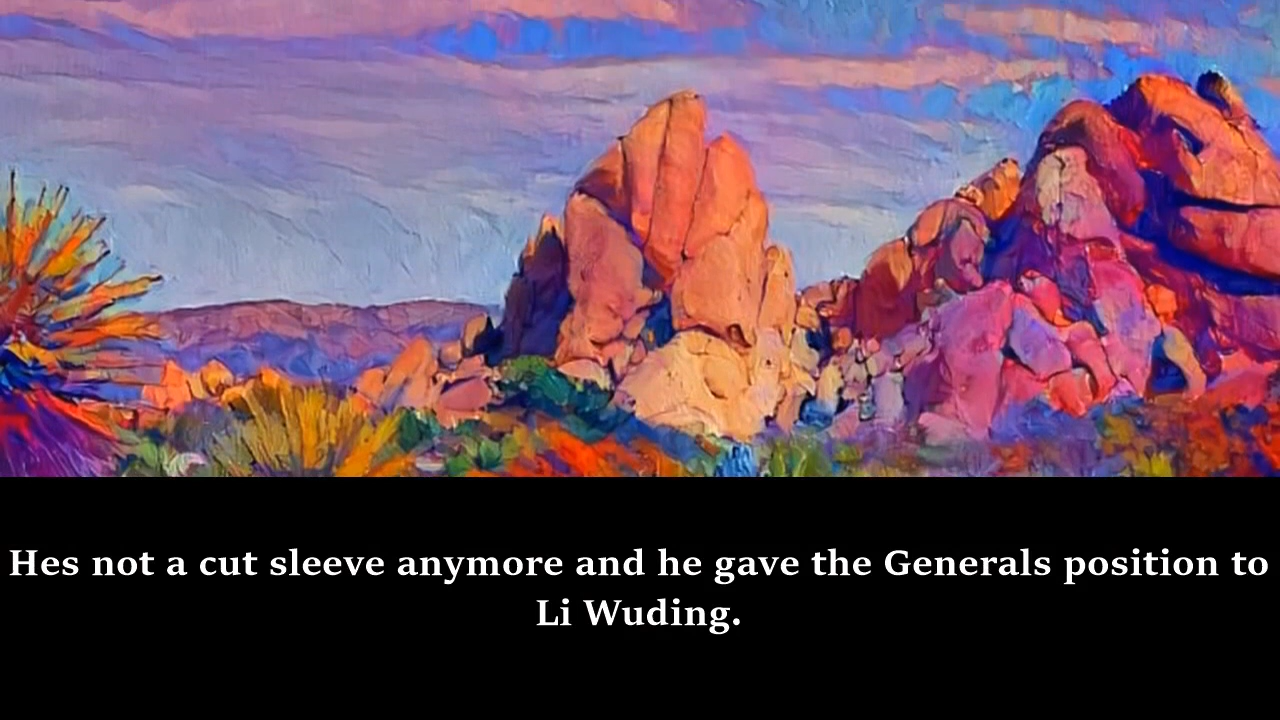 Hes not a cut sleeve anymore and he gave the Generals position to
Li Wuding.